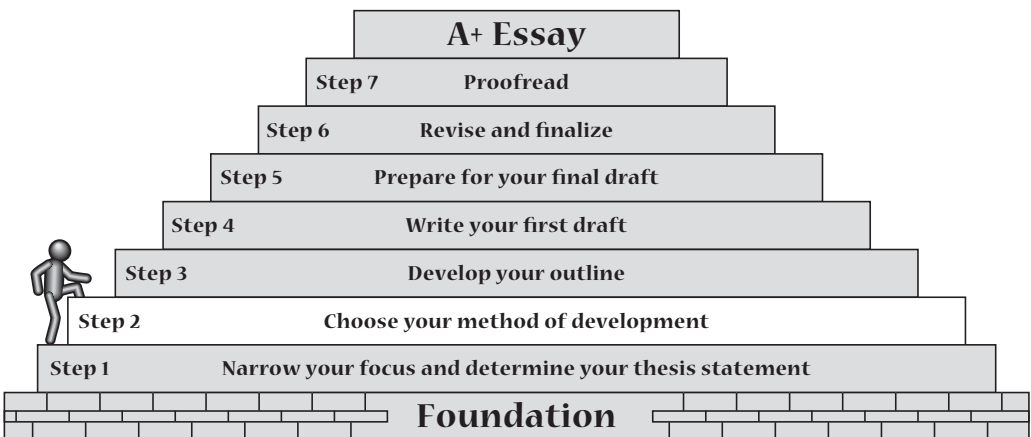 A+ Essay
Step 7 Proofread
Step 6 Revise and finalize
Step 5 Prepare for your final draft
Step 4 Write your first draft
Step 3 Develop your outline
Step 2 Choose your method of development
Step 1 Narrow your focus and determine your thesis statement
Foundation